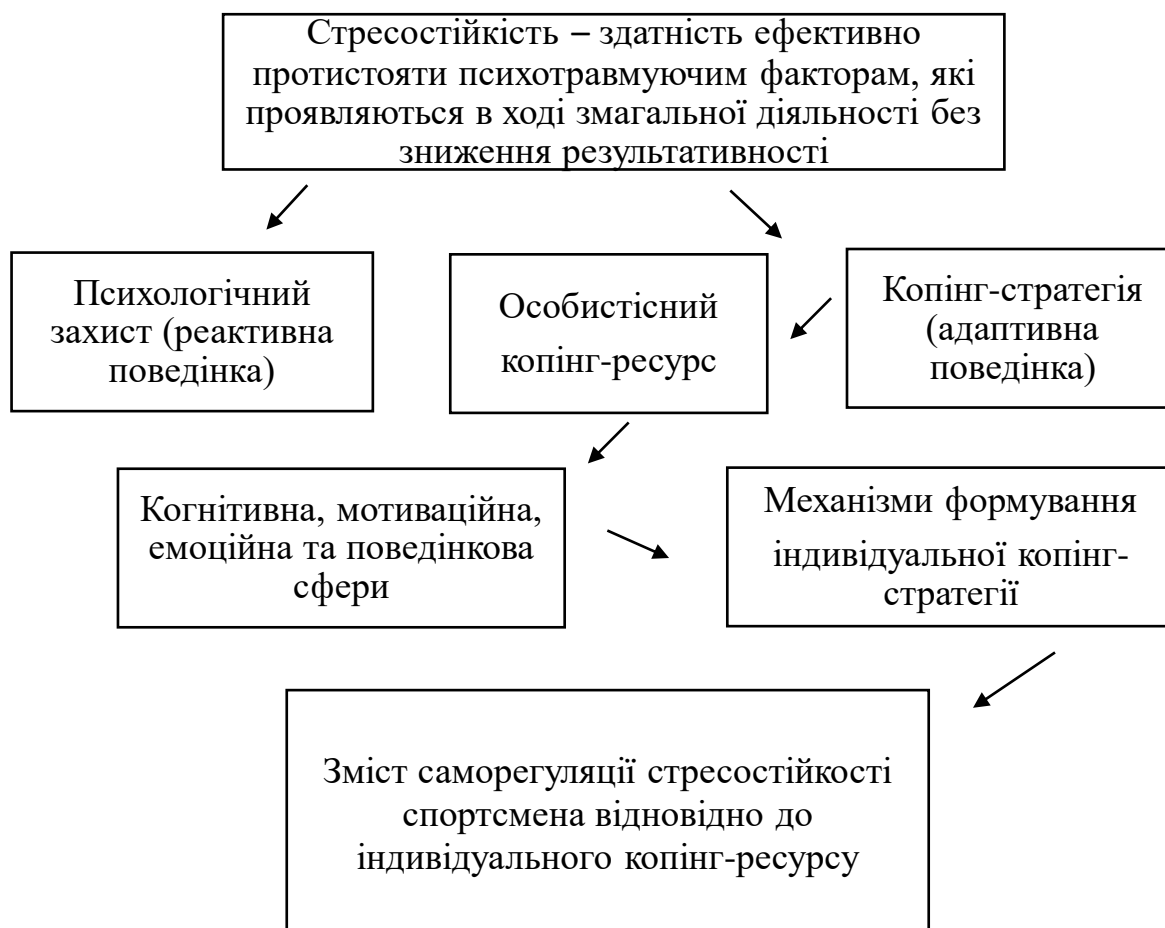 Стресостійкість – здатність ефективно
протистояти психотравмуючим факторам, які
проявляються в ході змагальної діяльності без
зниження результативності
Психологічний
захист (реактивна
поведінка)
Особистісний
копінг-ресурс
Копінг-стратегія
(адаптивна
поведінка)
Когнітивна, мотиваційна,
емоційна та поведінкова
сфери
Механізми формування
індивідуальної копінг-
стратегії
Зміст саморегуляції стресостійкості
спортсмена відновідно до
індивідуального копінг-ресурсу